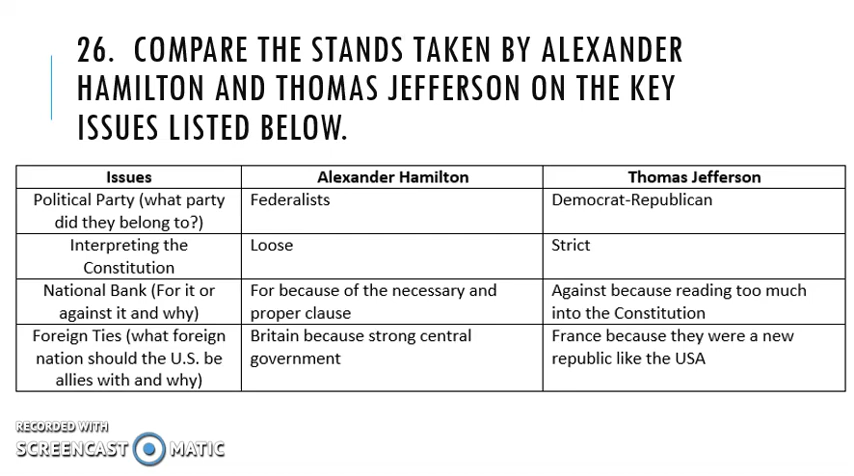 26. COMPARE THE STANDS TAKEN BY ALEXANDER
HAMILTON AND THOMAS JEFFERSON ON THE KEY
ISSUES LISTED BELOW.
Issues Alexander Hamilton Thomas Jefferson
Political Party (what party
did they belong to?)
Federalists
Democrat-Republican
Interpreting the
Constitution
Loose
Strict
National Bank (For it or
against it and why)
For because of the necessary and
proper clause
Against because reading too much
into the Constitution
Foreign Ties (what foreign
nation should the U.S. be
allies with and why)
Britain because strong central
government
France because they were a new
republic like the USA
RECORDED WITH
SCREENCAST MATIC